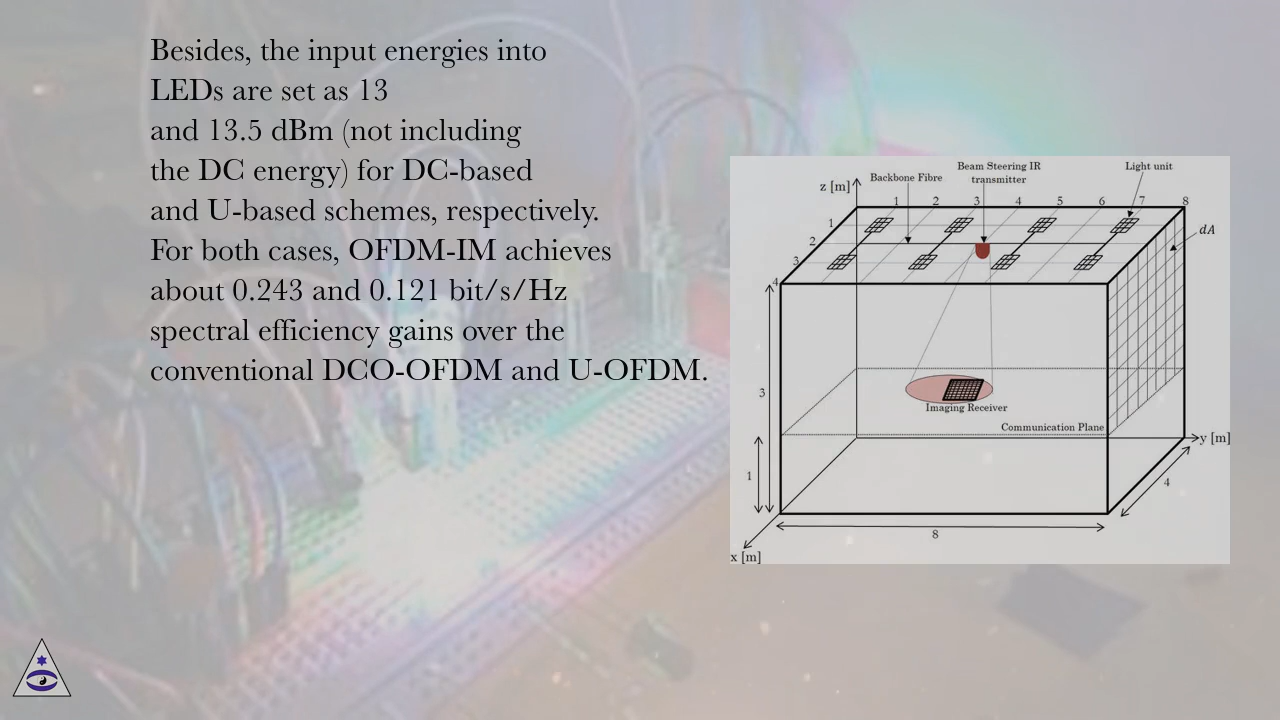 Besides, the input energies into
LEDs are set as 13
and 13.5 dBm (not including
the DC energy) for DC-based
and U-based schemes, respectively.
For both cases, OFDM-IM achieves
about 0.243 and 0.121 bit/s/Hz
spectral efficiency gains over the
conventional DCO-OFDM and U-OFDM.
Beam Steering IR
transmitter
Light unit
Backbone Fibre
z [m]
1 2 3 4 5 6 7 8
1
2
3
4
dA
3
Imaging Receiver
Communication Plane
y [m]
1
4
8
x [m]